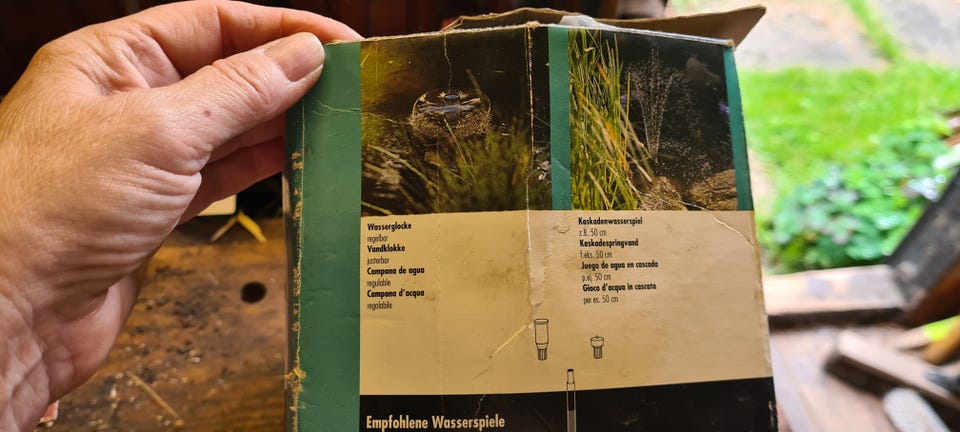 Wasserglocke
regelbar
Vandklokke
justerbar
Campana de agua
regulable
Campana d'acqua
regolabile
Kaskadenwasserspiel
z.B. 50 cm
Kaskadespringvand
f.eks. 50 cm
Juego de agua en cascada
p.ej. 50 cm
Gioco d'acqua in cascata
per es. 50 cm
Empfohlene Wasserspiele